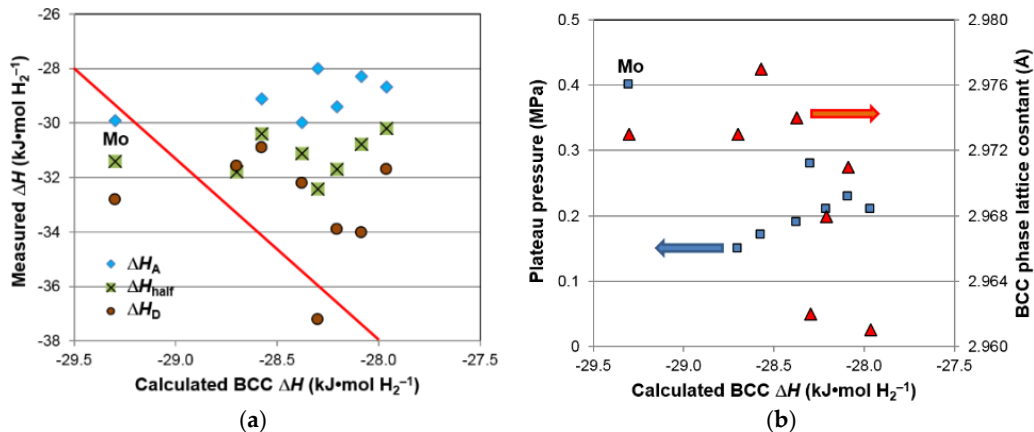 (a)
-26
-28
-30
-32
-34
-36
-38
Measured ΔH (kJ•mol H₂⁻¹)
Mo
ΔH_A
ΔH_half
ΔH_D
-29.5 -29.0 -28.5 -28.0 -27.5
Calculated BCC ΔH (kJ•mol H₂⁻¹)
(a)
(b)
0.5
0.4
0.3
0.2
0.1
0
Plateau pressure (MPa)
Mo
2.980
2.976
2.972
2.968
2.964
2.960
BCC phase lattice cosntant (Å)
-29.5 -29.0 -28.5 -28.0 -27.5
Calculated BCC ΔH (kJ•mol H₂⁻¹)
(b)